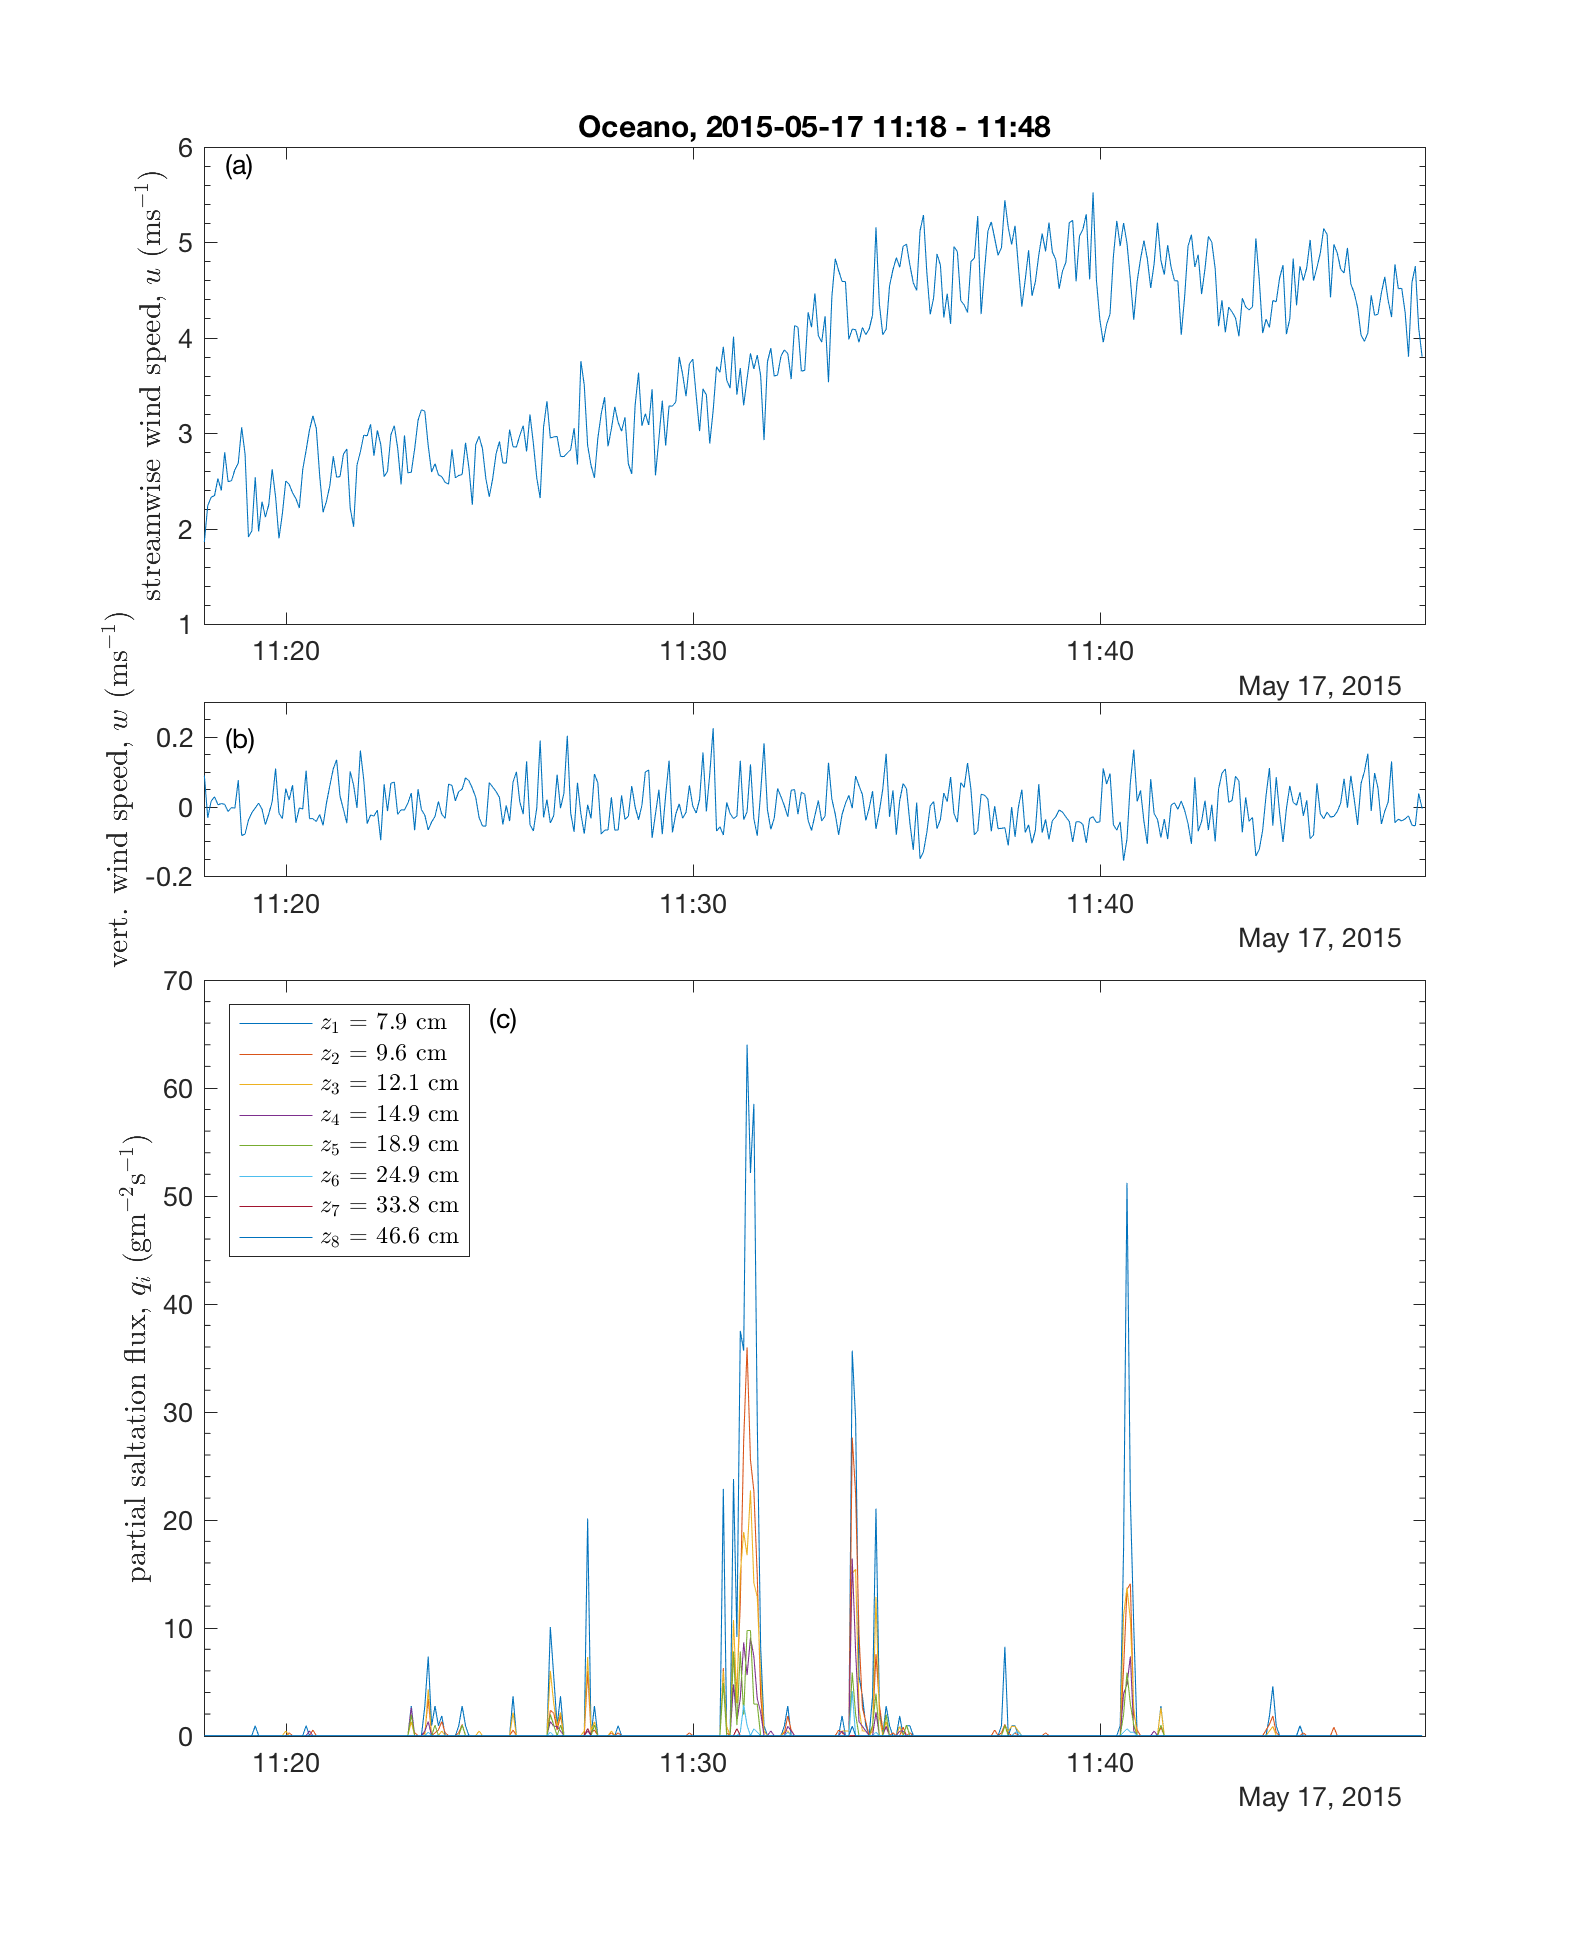 Oceano, 2015-05-17 11:18 - 11:48
(a)
streamwise wind speed, u (ms⁻¹)
6
5
4
3
2
1
11:20 11:30 11:40
May 17, 2015
(b)
vert. wind speed, w (ms⁻¹)
0.2
0
-0.2
11:20 11:30 11:40
May 17, 2015
(c)
partial saltation flux, qᵢ (gm⁻²s⁻¹)
70
60
50
40
30
20
10
0
z₁ = 7.9 cm
z₂ = 9.6 cm
z₃ = 12.1 cm
z₄ = 14.9 cm
z₅ = 18.9 cm
z₆ = 24.9 cm
z₇ = 33.8 cm
z₈ = 46.6 cm
11:20 11:30 11:40
May 17, 2015